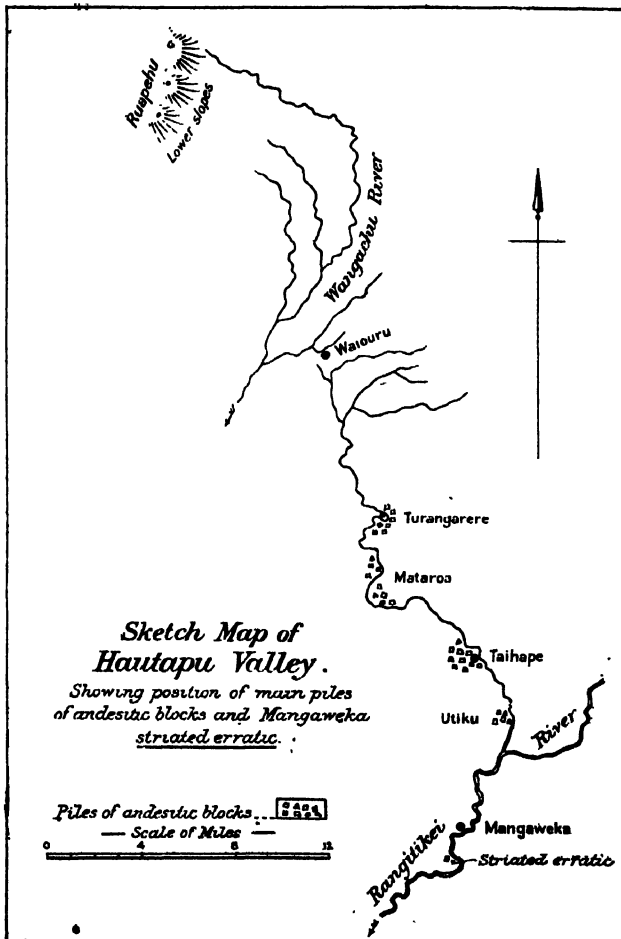 Ruapehu
Lower slopes
Wangaehu River
Waiouru
Turangarere
Mataroa
Sketch Map of
Hautapu Valley.
Showing position of main piles
of andesitic blocks and Mangaweka
striated erratic.
Taihape
Utiku
River
Piles of andesitic blocks
— Scale of Miles —
0 4 8 12
Mangaweka
Striated erratic
Rangitikei